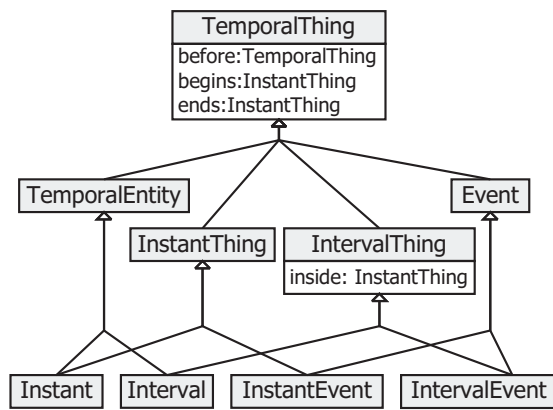 TemporalThing
before:TemporalThing
begins:InstantThing
ends:InstantThing
TemporalEntity
Event
InstantThing
IntervalThing
inside: InstantThing
Instant
Interval
InstantEvent
IntervalEvent